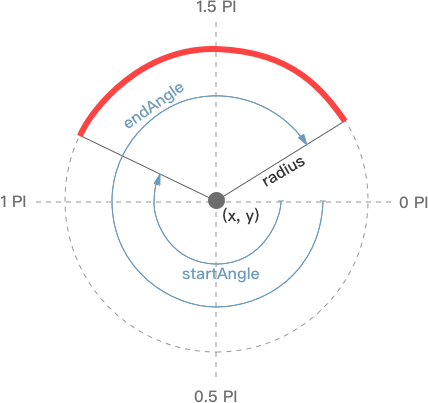 1.5 PI
endAngle
radius
1 PI
(x, y)
0 PI
startAngle
0.5 PI